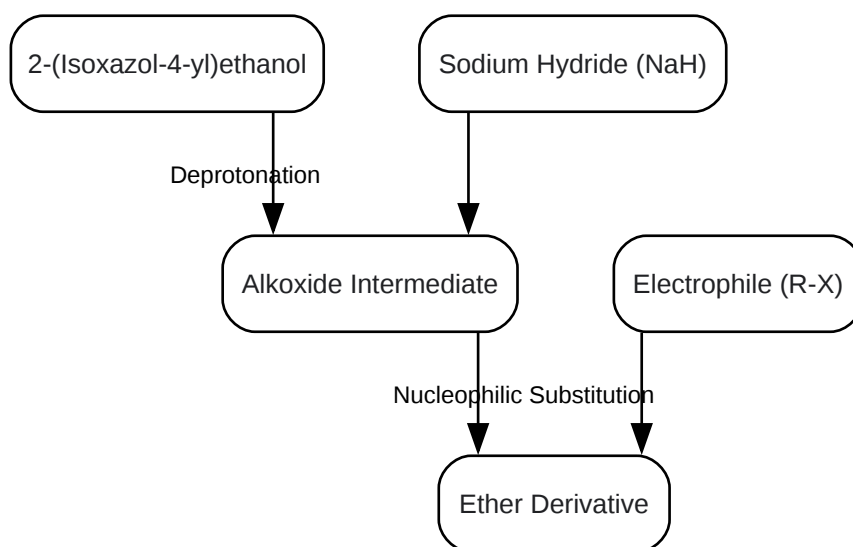 2-(Isoxazol-4-yl)ethanol
Sodium Hydride (NaH)
Deprotonation
Alkoxide Intermediate
Electrophile (R-X)
Nucleophilic Substitution
Ether Derivative